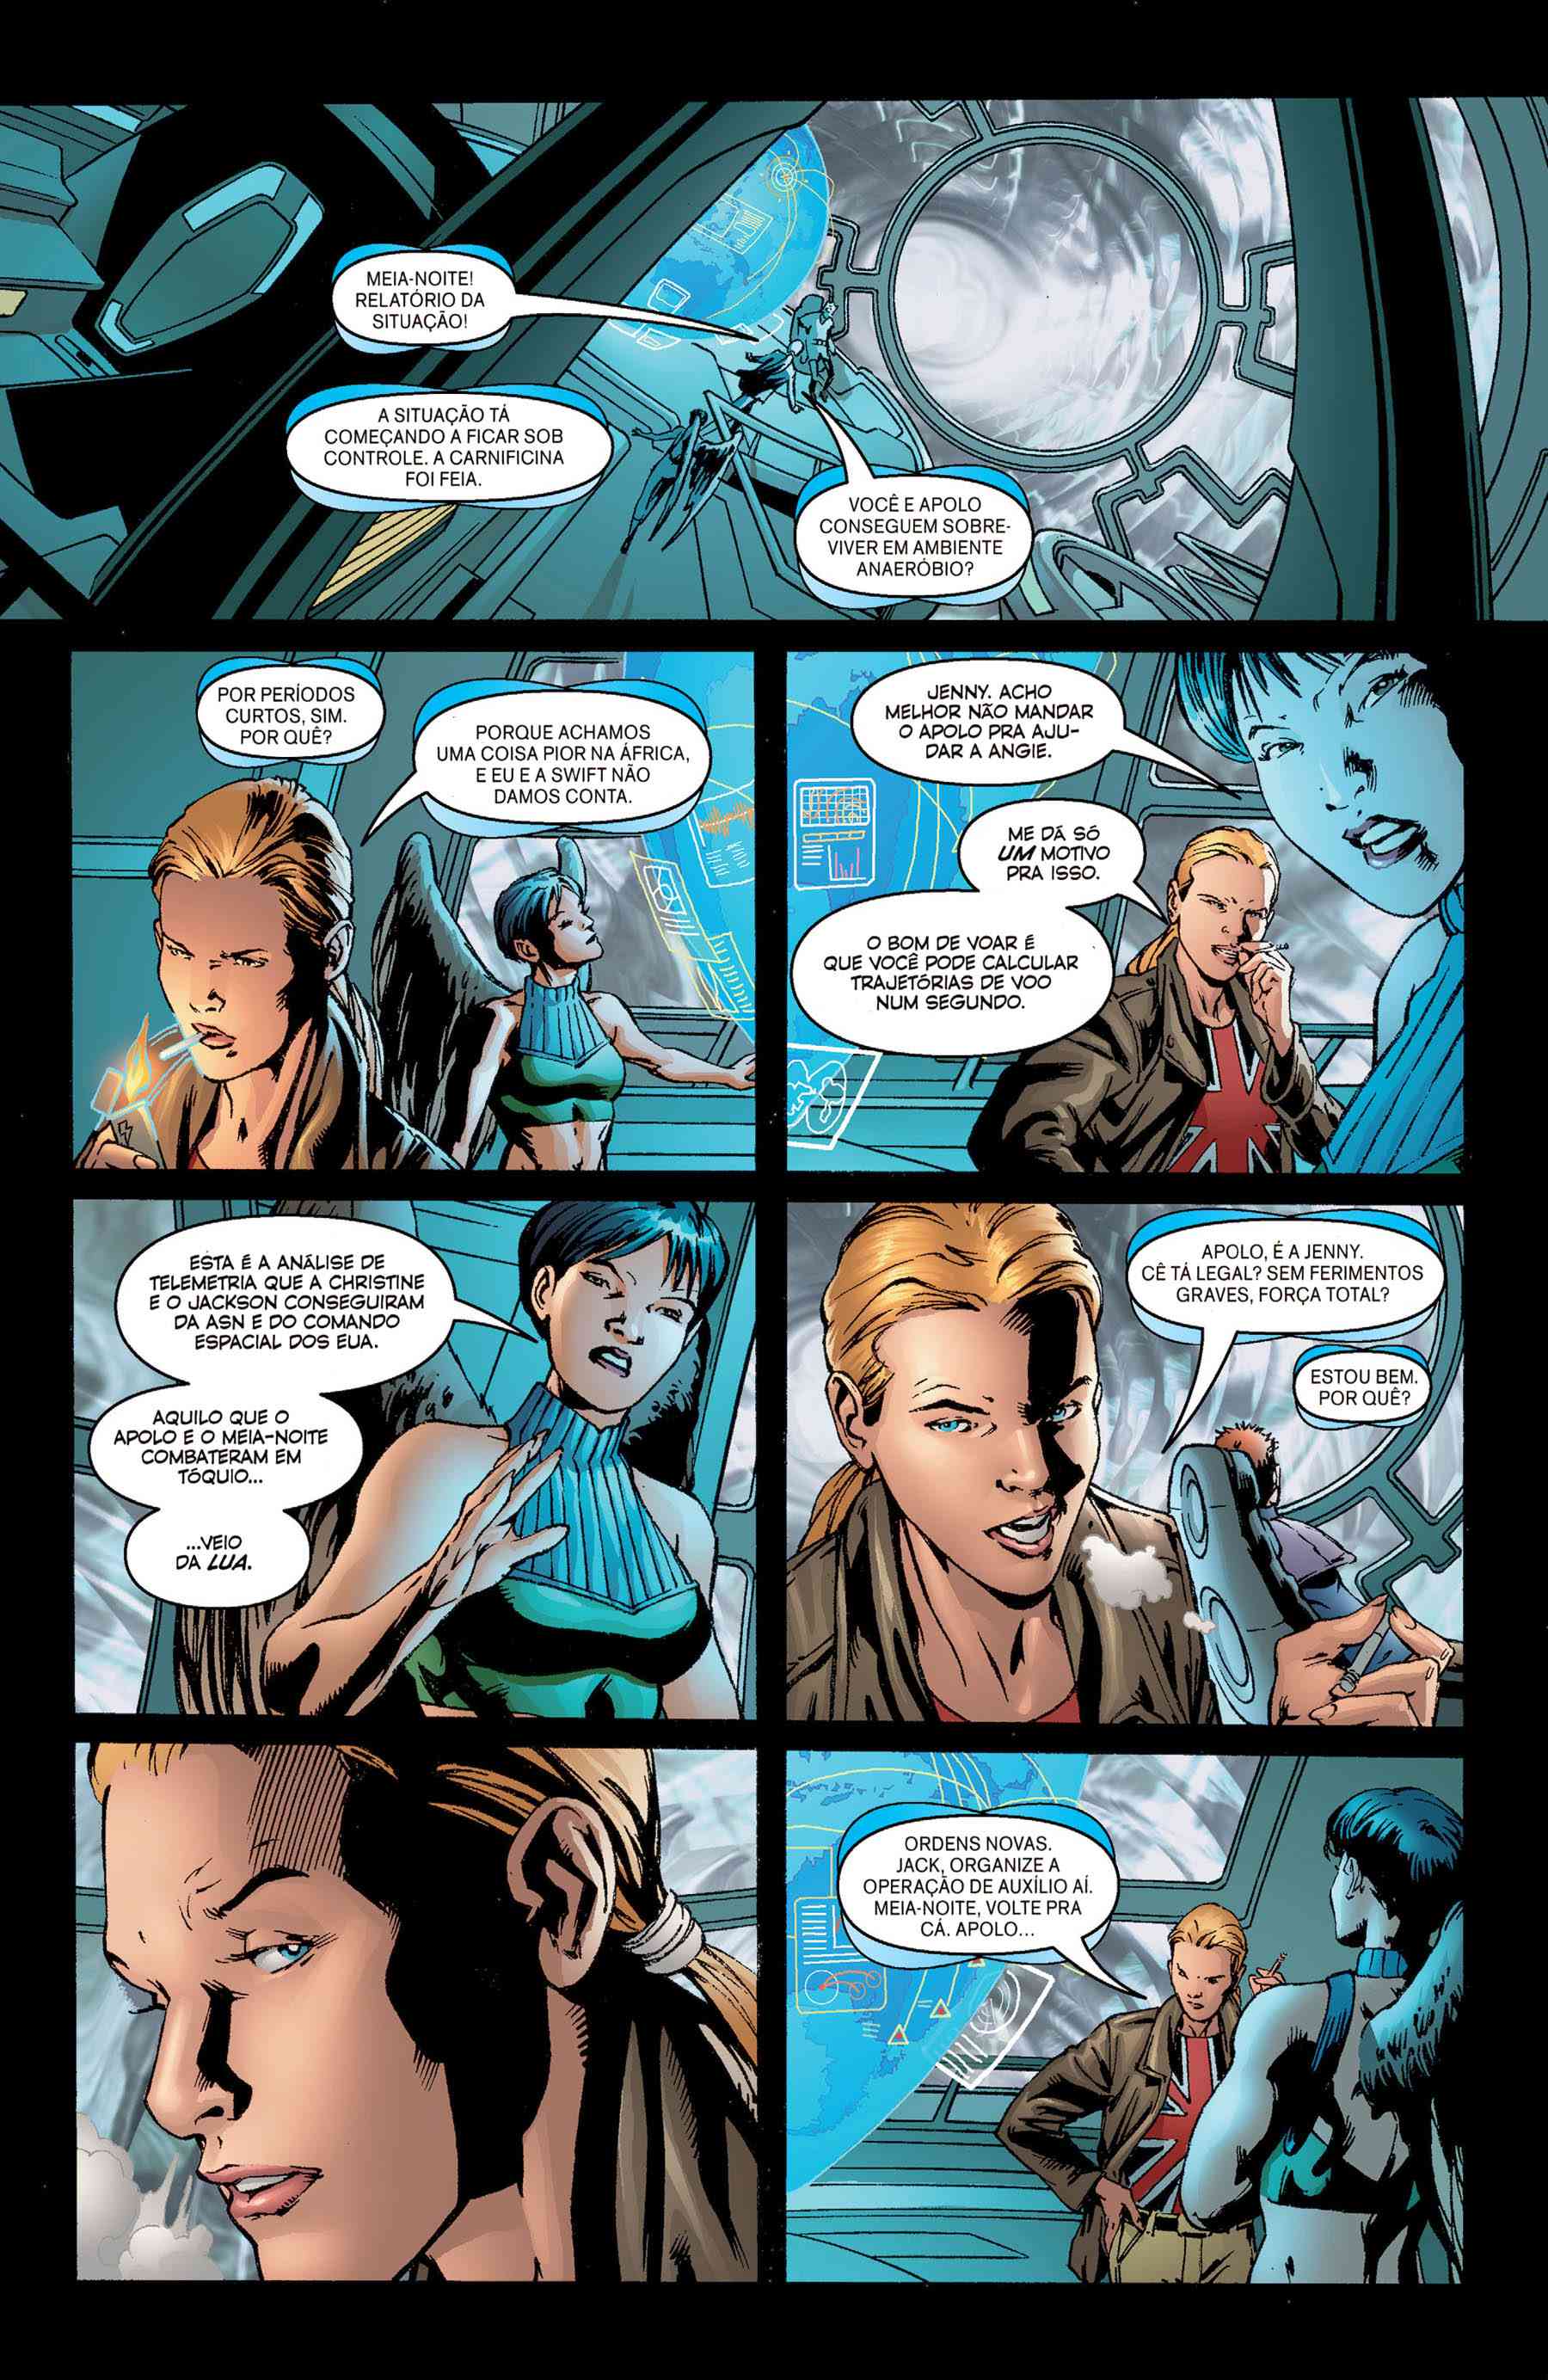 MEIA-NOITE!
RELATÓRIO DA
SITUAÇÃO!
A SITUAÇÃO TÁ
COMEÇANDO A FICAR SOB
CONTROLE. A CARNIFICINA
FOI FEIA.
VOCÊ E APOLO
CONSEGUEM SOBRE-
VIVER EM AMBIENTE
ANAERÓBIO?
POR PERÍODOS
CURTOS, SIM.
POR QUÊ?
PORQUE ACHAMOS
UMA COISA PIOR NA ÁFRICA,
E EU E A SWIFT NÃO
DAMOS CONTA.
JENNY. ACHO
MELHOR NÃO MANDAR
O APOLO PRA AJU-
DAR A ANGIE.
ME DÁ SÓ
UM MOTIVO
PRA ISSO.
O BOM DE VOAR É
QUE VOCÊ PODE CALCULAR
TRAJETÓRIAS DE VOO
NUM SEGUNDO.
ESTA É A ANÁLISE DE
TELEMETRIA QUE A CHRISTINE
E O JACKSON CONSEGUIRAM
DA ASN E DO COMANDO
ESPACIAL DOS EUA.
AQUILO QUE O
APOLO E O MEIA-NOITE
COMBATERAM EM
TÓQUIO...
...VEIO
DA LUA.
APOLO, É A JENNY.
CÊ TÁ LEGAL? SEM FERIMENTOS
GRAVES, FORÇA TOTAL?
ESTOU BEM.
POR QUÊ?
ORDENS NOVAS.
JACK, ORGANIZE A
OPERAÇÃO DE AUXÍLIO AÍ.
MEIA-NOITE, VOLTE PRA
CÁ. APOLO...